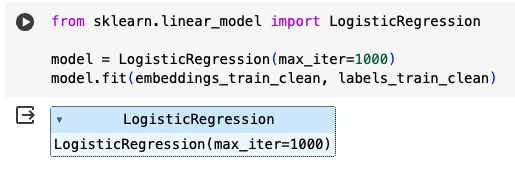 from sklearn.linear_model import LogisticRegression
model = LogisticRegression(max_iter=1000)
model.fit(embeddings_train_clean, labels_train_clean)
LogisticRegression
LogisticRegression(max_iter=1000)